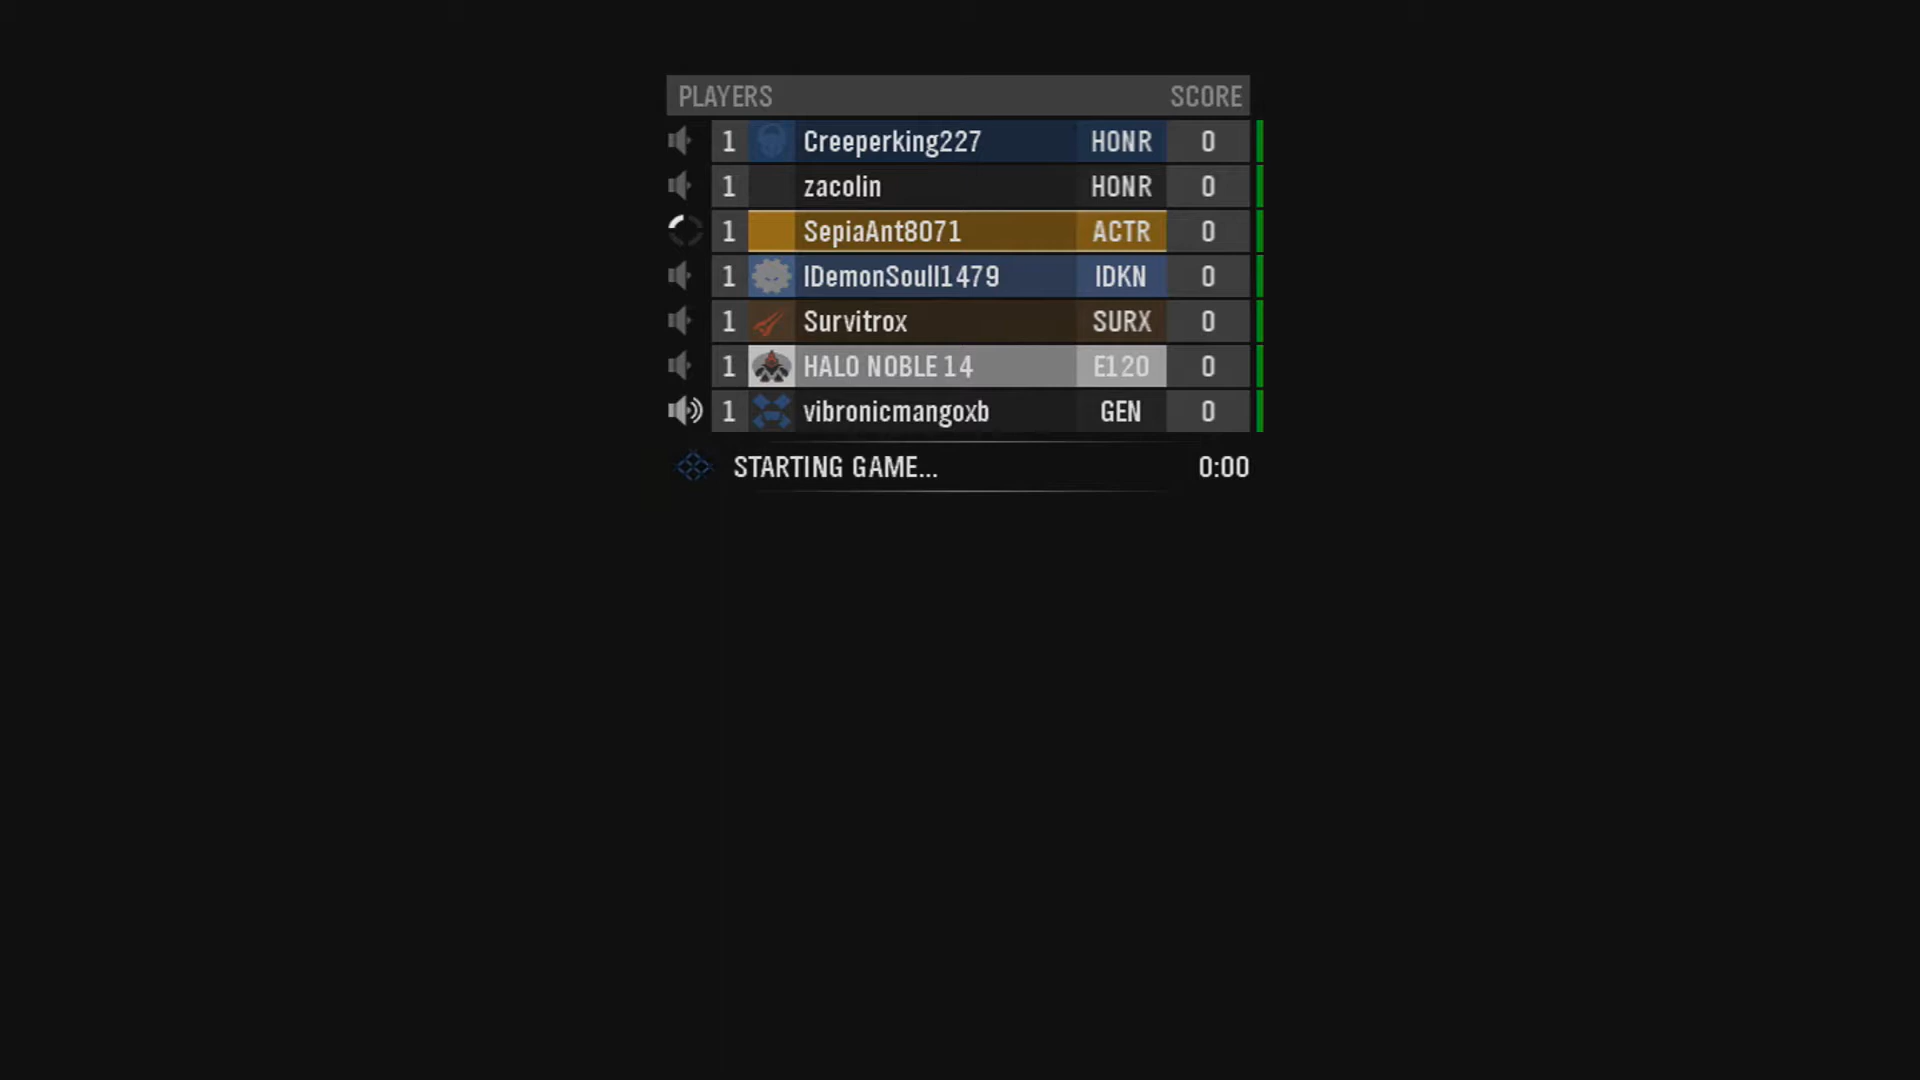 PLAYERS SCORE
1 Creeperking227 HONR 0
1 zacolin HONR 0
1 SepiaAnt8071 ACTR 0
1 IDemonSoulI1479 IDKN 0
1 Survitrox SURX 0
1 HALO NOBLE 14 E120 0
1 vibronicmangoxb GEN 0
STARTING GAME... 0:00